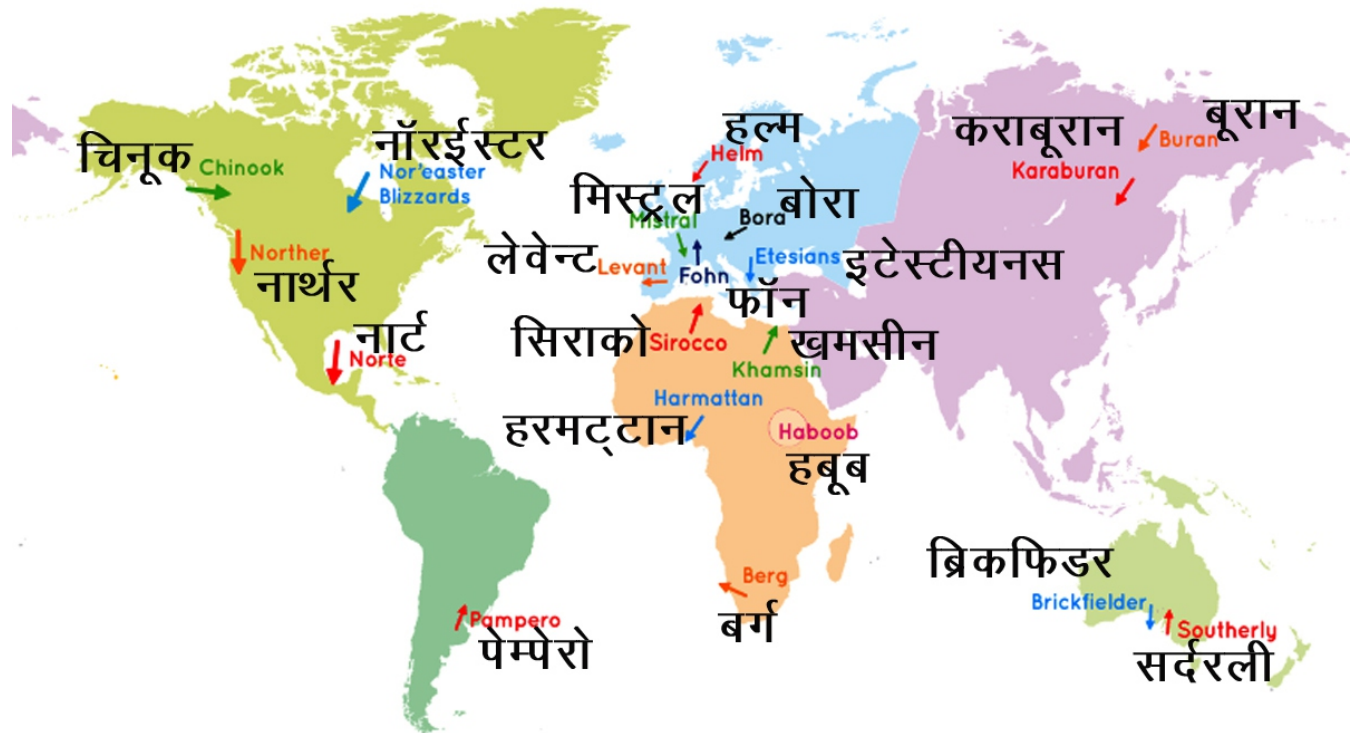 चिनूक
Chinook
नॉरईस्टर
Nor'easter
Blizzards
Norther
नार्थर
नार्ट
Norte
हल्म
Helm
मिस्ट्रल
Mistral
बोरा
Bora
लेवेन्ट
Levant
Fohn
फॉन
Etesians
इटेस्टीयनस
कराबूरान
Karaburan
बूरान
Buran
सिराको
Sirocco
खमसीन
Khamsin
हरमट्टान
Harmattan
Haboob
हबूब
Berg
बर्ग
Pampero
पेम्पेरो
ब्रिकफिडर
Brickfielder
Southerly
सर्दरली